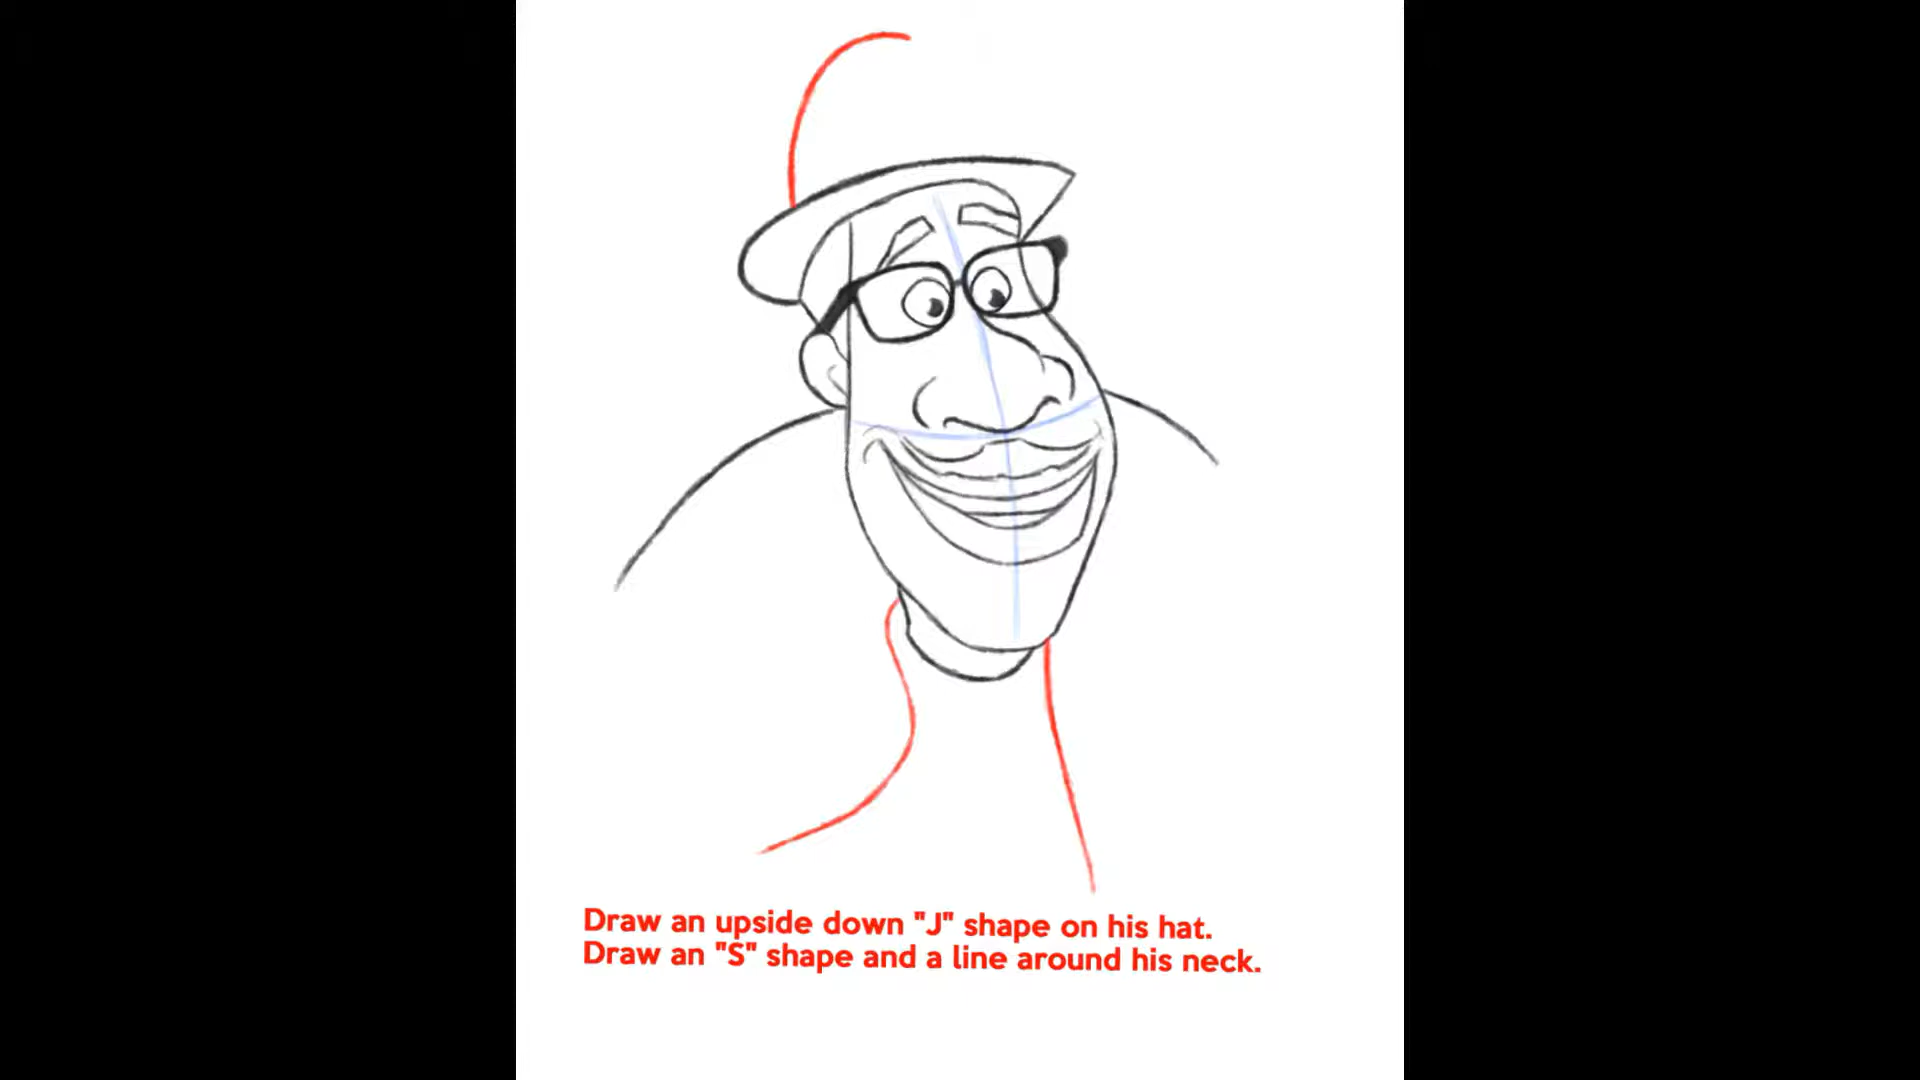 Draw an upside down "J" shape on his hat.
Draw an "S" shape and a line around his neck.